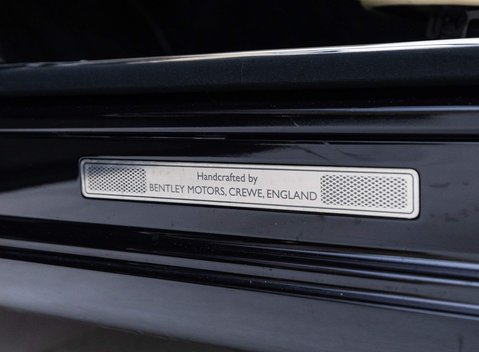 Handcrafted by
BENTLEY MOTORS, CREWE, ENGLAND